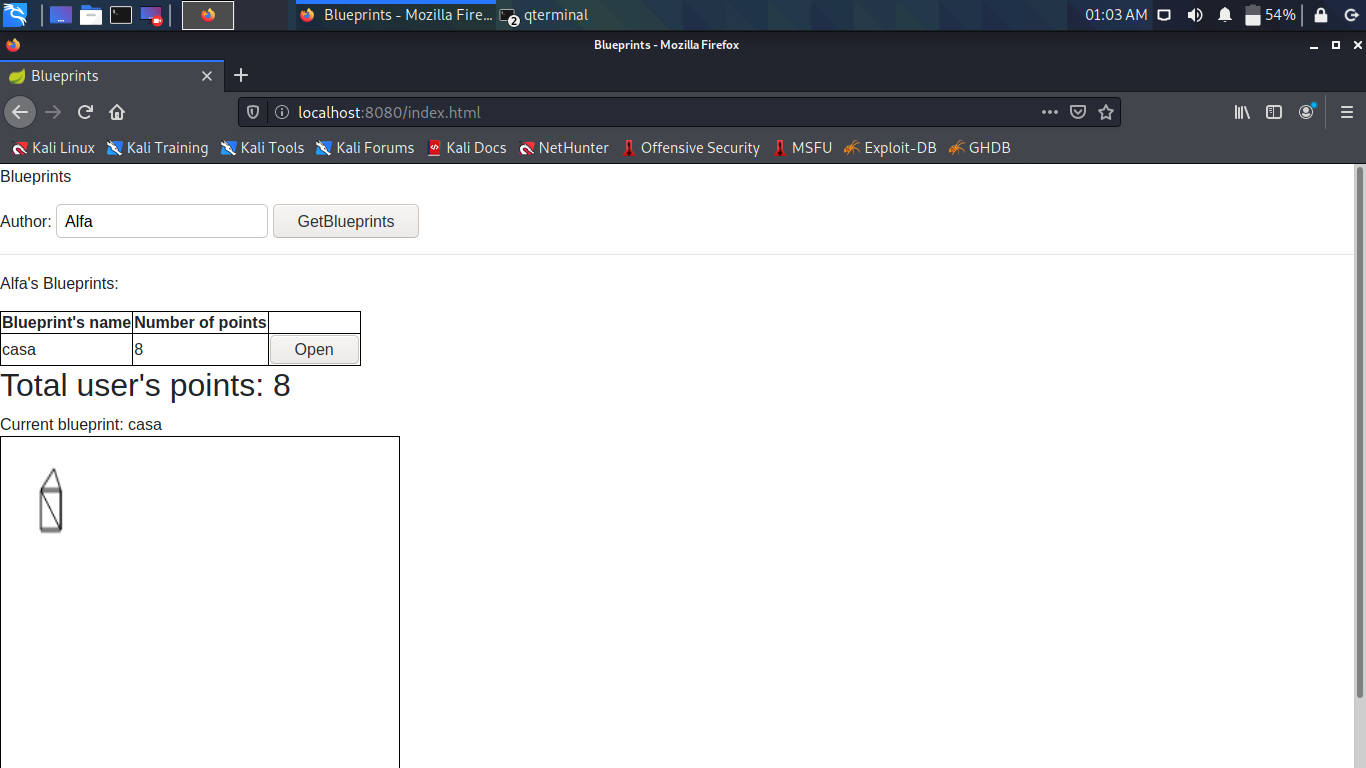 Blueprints - Mozilla Fire... 2 qterminal 01:03 AM 54%
Blueprints - Mozilla Firefox
Blueprints
localhost:8080/index.html
Kali Linux Kali Training Kali Tools Kali Forums Kali Docs NetHunter Offensive Security MSFU Exploit-DB GHDB
Blueprints
Author: Alfa GetBlueprints
Alfa's Blueprints:
Blueprint's name Number of points
casa 8 Open
Total user's points: 8
Current blueprint: casa